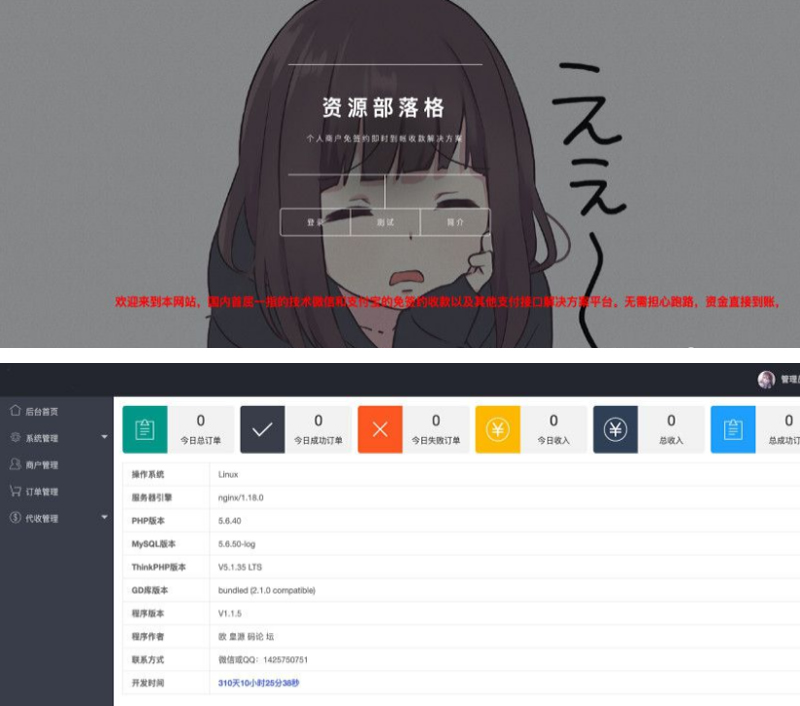 资源部落格
个人商户免签约即时到帐收款解决方案
登录
测试
简介
ええ
ええ〜
欢迎来到本网站，国内首屈一指的技术微信和支付宝的免签约收款以及其他支付接口解决方案平台。无需担心跑路，资金直接到账，
管理员
后台首页
系统管理
商户管理
订单管理
代收管理
0
今日总订单
0
今日成功订单
0
今日失败订单
0
今日收入
0
总收入
0
总成功订
操作系统 Linux
服务器引擎 nginx/1.18.0
PHP版本 5.6.40
MySQL版本 5.6.50-log
ThinkPHP版本 V5.1.35 LTS
GD库版本 bundled (2.1.0 compatible)
程序版本 V1.1.5
程序作者 欧 皇源 码论 坛
联系方式 微信或QQ：1425750751
开发时间 310天10小时25分38秒